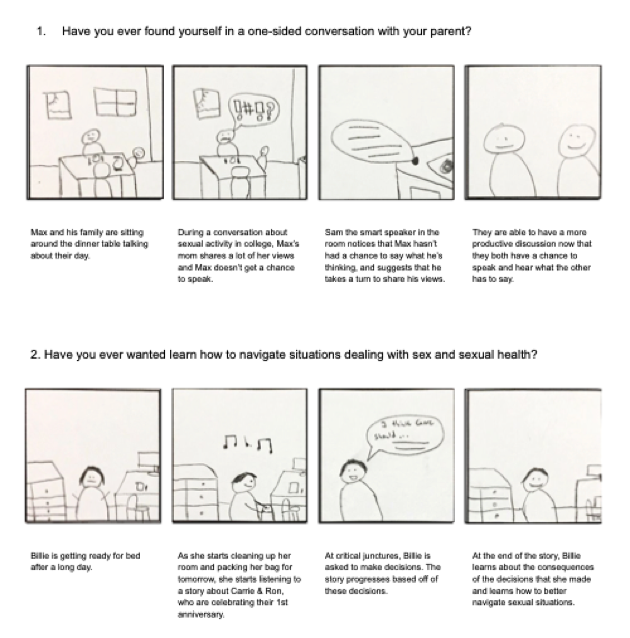 1. Have you ever found yourself in a one-sided conversation with your parent?
!#!?
Max and his family are sitting
around the dinner table talking
about their day.
During a conversation about
sexual activity in college, Max's
mom shares a lot of her views
and Max doesn't get a chance
to speak.
Sam the smart speaker in the
room notices that Max hasn't
had a chance to say what he's
thinking, and suggests that he
takes a turn to share his views.
They are able to have a more
productive discussion now that
they both have a chance to
speak and hear what the other
has to say.
2. Have you ever wanted learn how to navigate situations dealing with sex and sexual health?
I think
should...
Billie is getting ready for bed
after a long day.
As she starts cleaning up her
room and packing her bag for
tomorrow, she starts listening to
a story about Carrie & Ron,
who are celebrating their 1st
anniversary.
At critical junctures, Billie is
asked to make decisions. The
story progresses based off of
these decisions.
At the end of the story, Billie
learns about the consequences
of the decisions that she made
and learns how to better
navigate sexual situations.